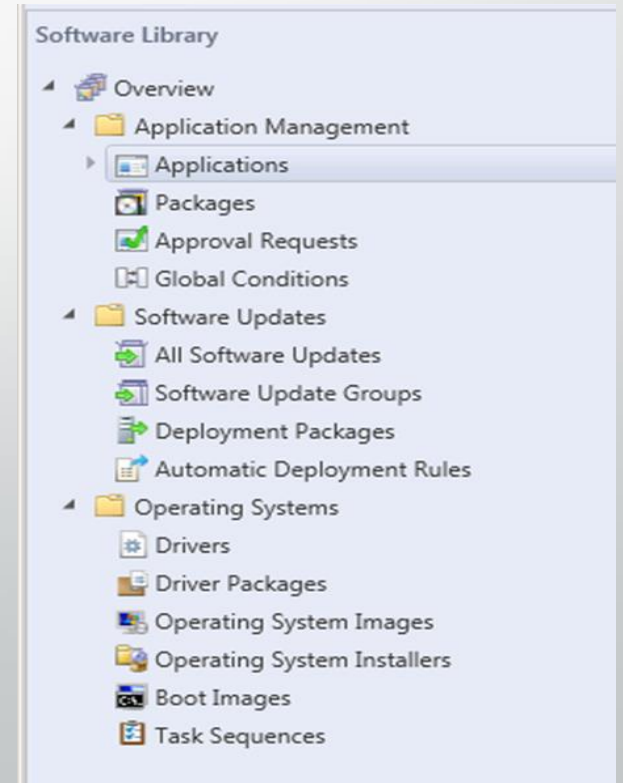 Software Library
Overview
Application Management
Applications
Packages
Approval Requests
Global Conditions
Software Updates
All Software Updates
Software Update Groups
Deployment Packages
Automatic Deployment Rules
Operating Systems
Drivers
Driver Packages
Operating System Images
Operating System Installers
Boot Images
Task Sequences